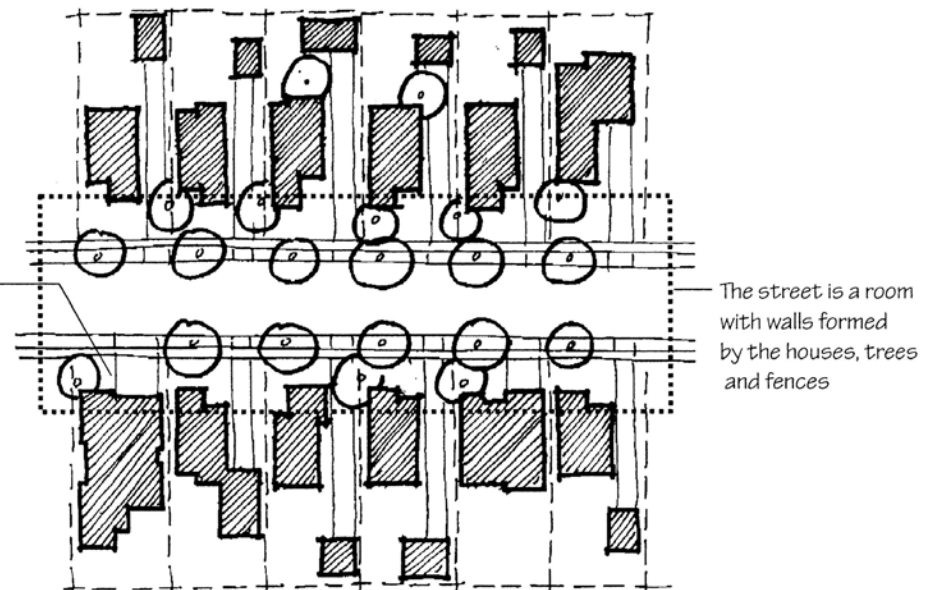 The street is a room
with walls formed
by the houses, trees
and fences